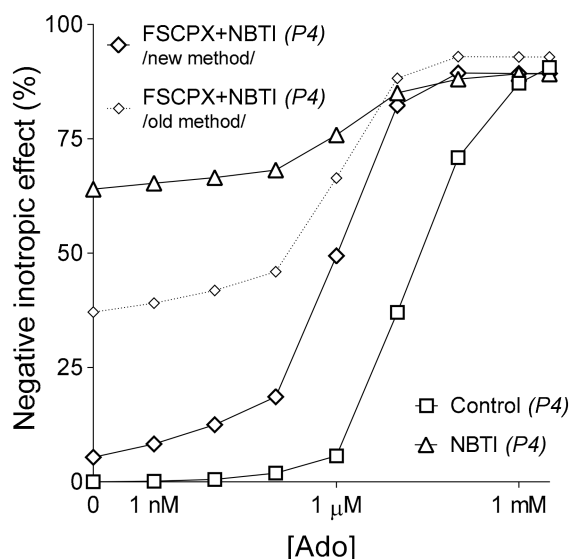 100
75
50
25
0
Negative inotropic effect (%)
FSCPX+NBTI (P4)
/new method/
FSCPX+NBTI (P4)
/old method/
Control (P4)
NBTI (P4)
0 1 nM 1 μM 1 mM
[Ado]